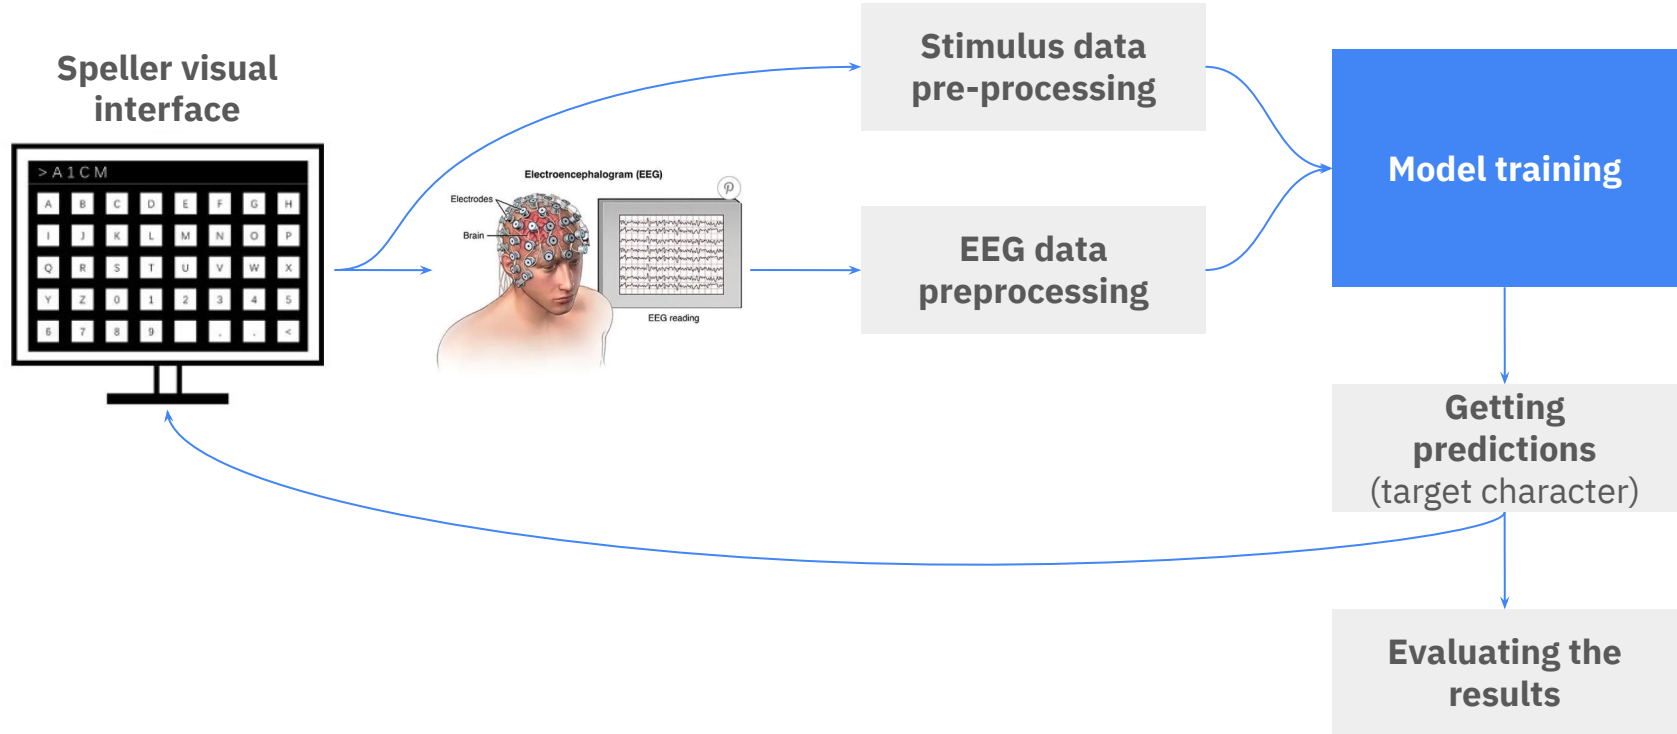 Speller visual
interface
>A1CM
A B C D E F G H
I J K L M N O P
Q R S T U V W X
Y Z 0 1 2 3 4 5
6 7 8 9 , . <
Electroencephalogram (EEG)
Electrodes
Brain
EEG reading
Stimulus data
pre-processing
EEG data
preprocessing
Model training
Getting
predictions
(target character)
Evaluating the
results